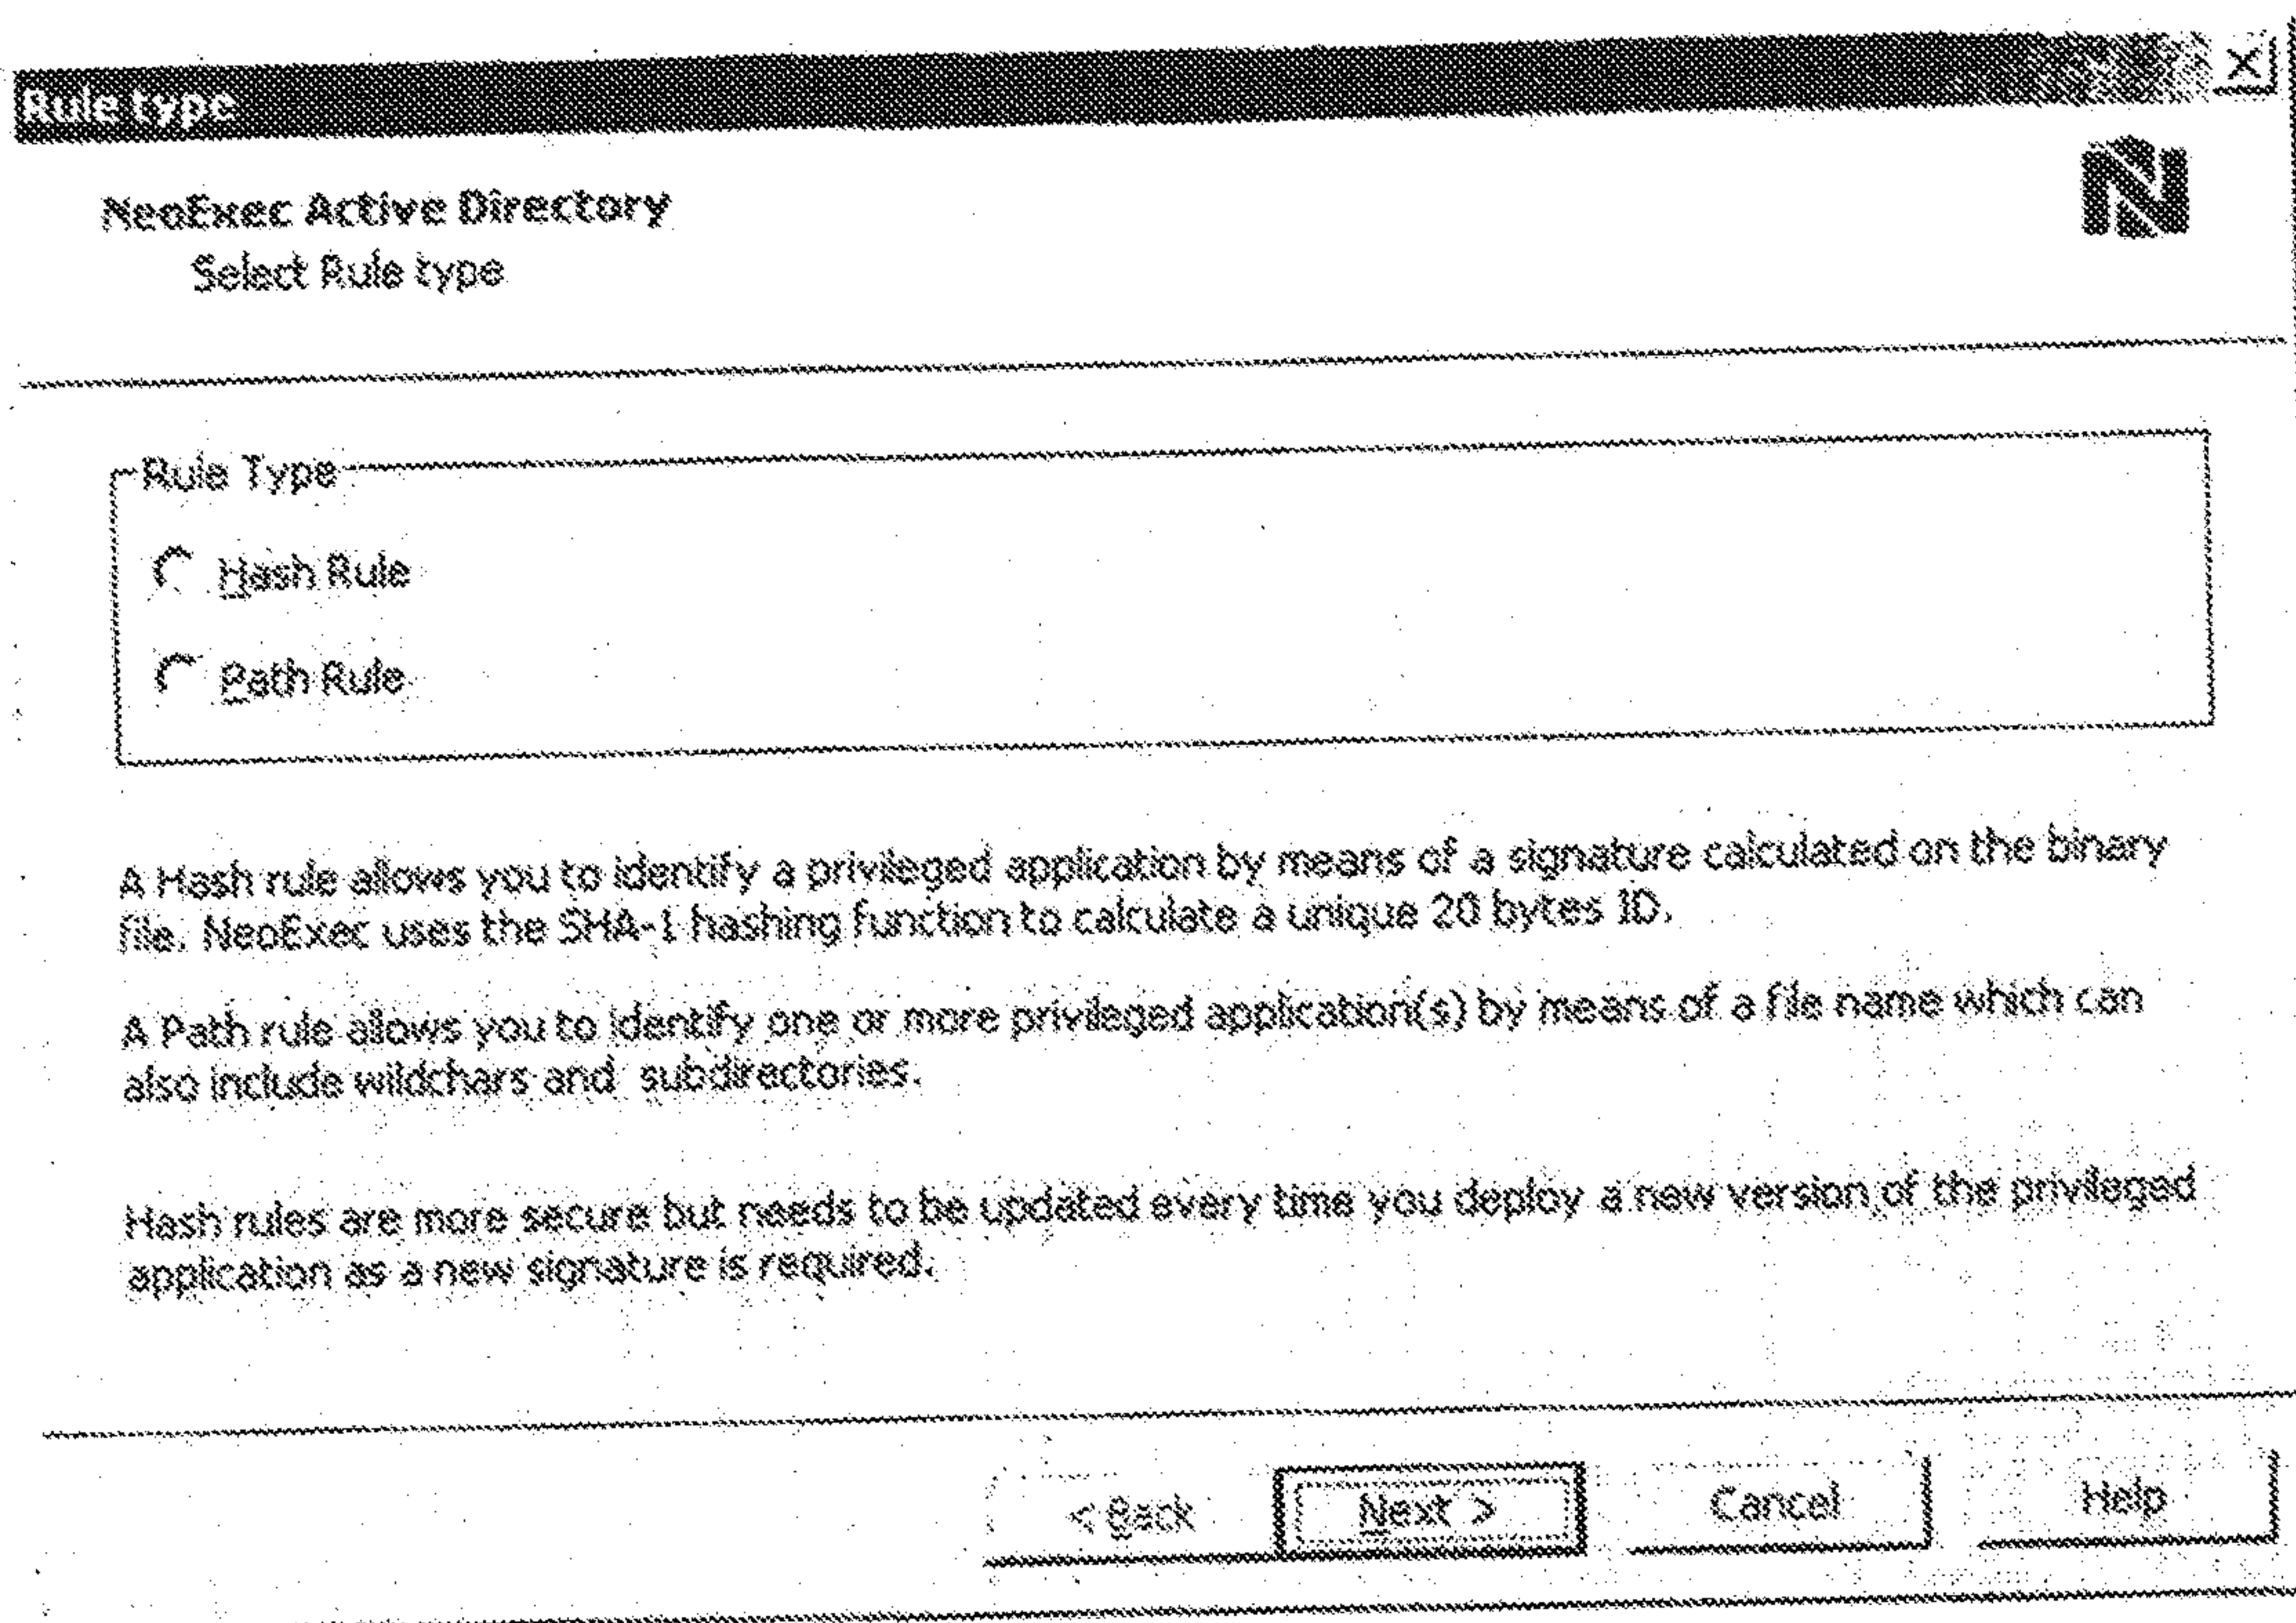 Rule type
NeoExec Active Directory
Select Rule type
Rule Type
Hash Rule
Path Rule
A Hash rule allows you to identify a privileged application by means of a signature calculated on the binary
file. NeoExec uses the SHA-1 hashing function to calculate a unique 20 bytes ID.
A Path rule allows you to identify one or more privileged application(s) by means of a file name which can
also include wildchars and subdirectories.
Hash rules are more secure but needs to be updated every time you deploy a new version of the privileged
application as a new signature is required.
< Back Next > Cancel Help